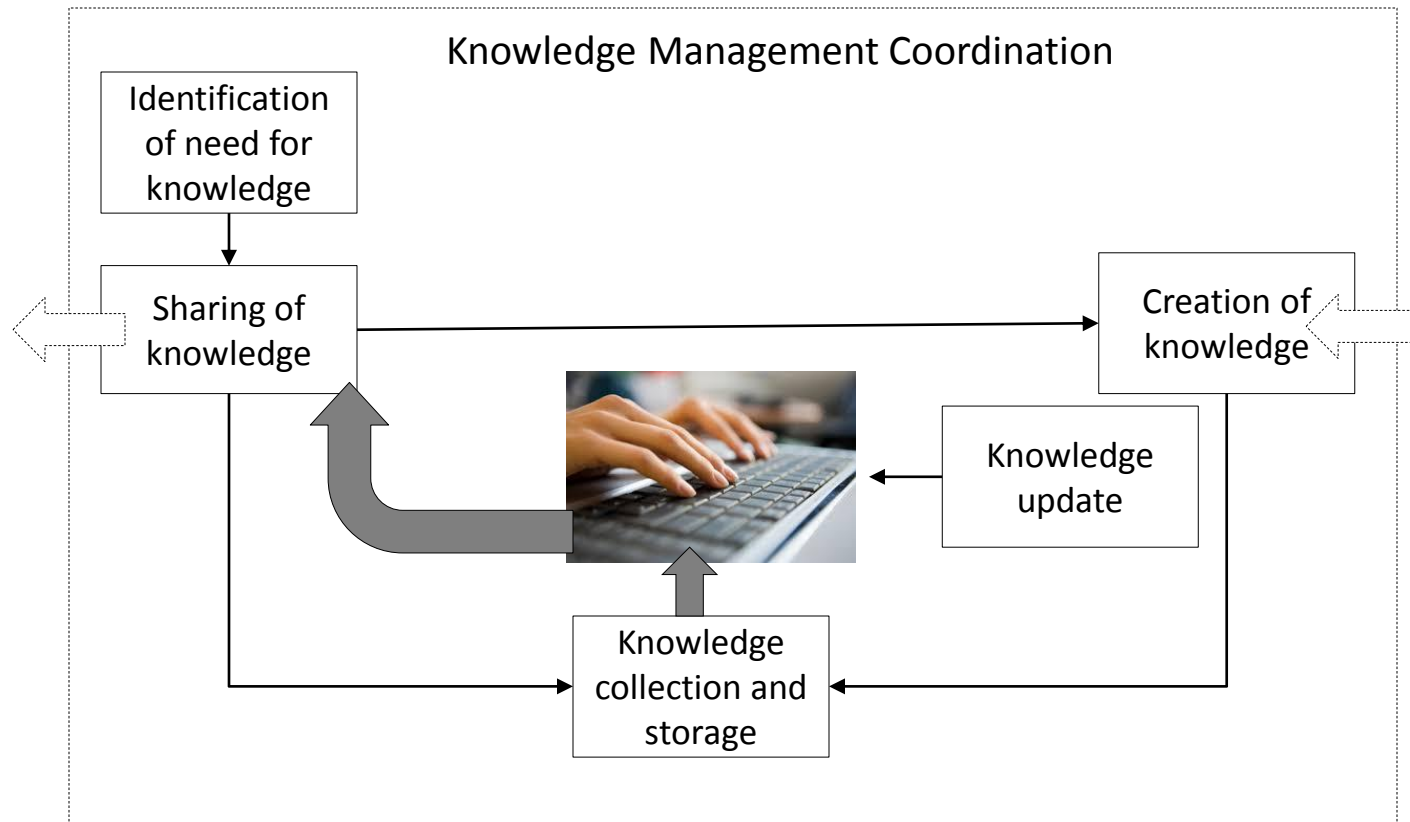 Knowledge Management Coordination
Identification
of need for
knowledge
Sharing of
knowledge
Creation of
knowledge
Knowledge
update
Knowledge
collection and
storage